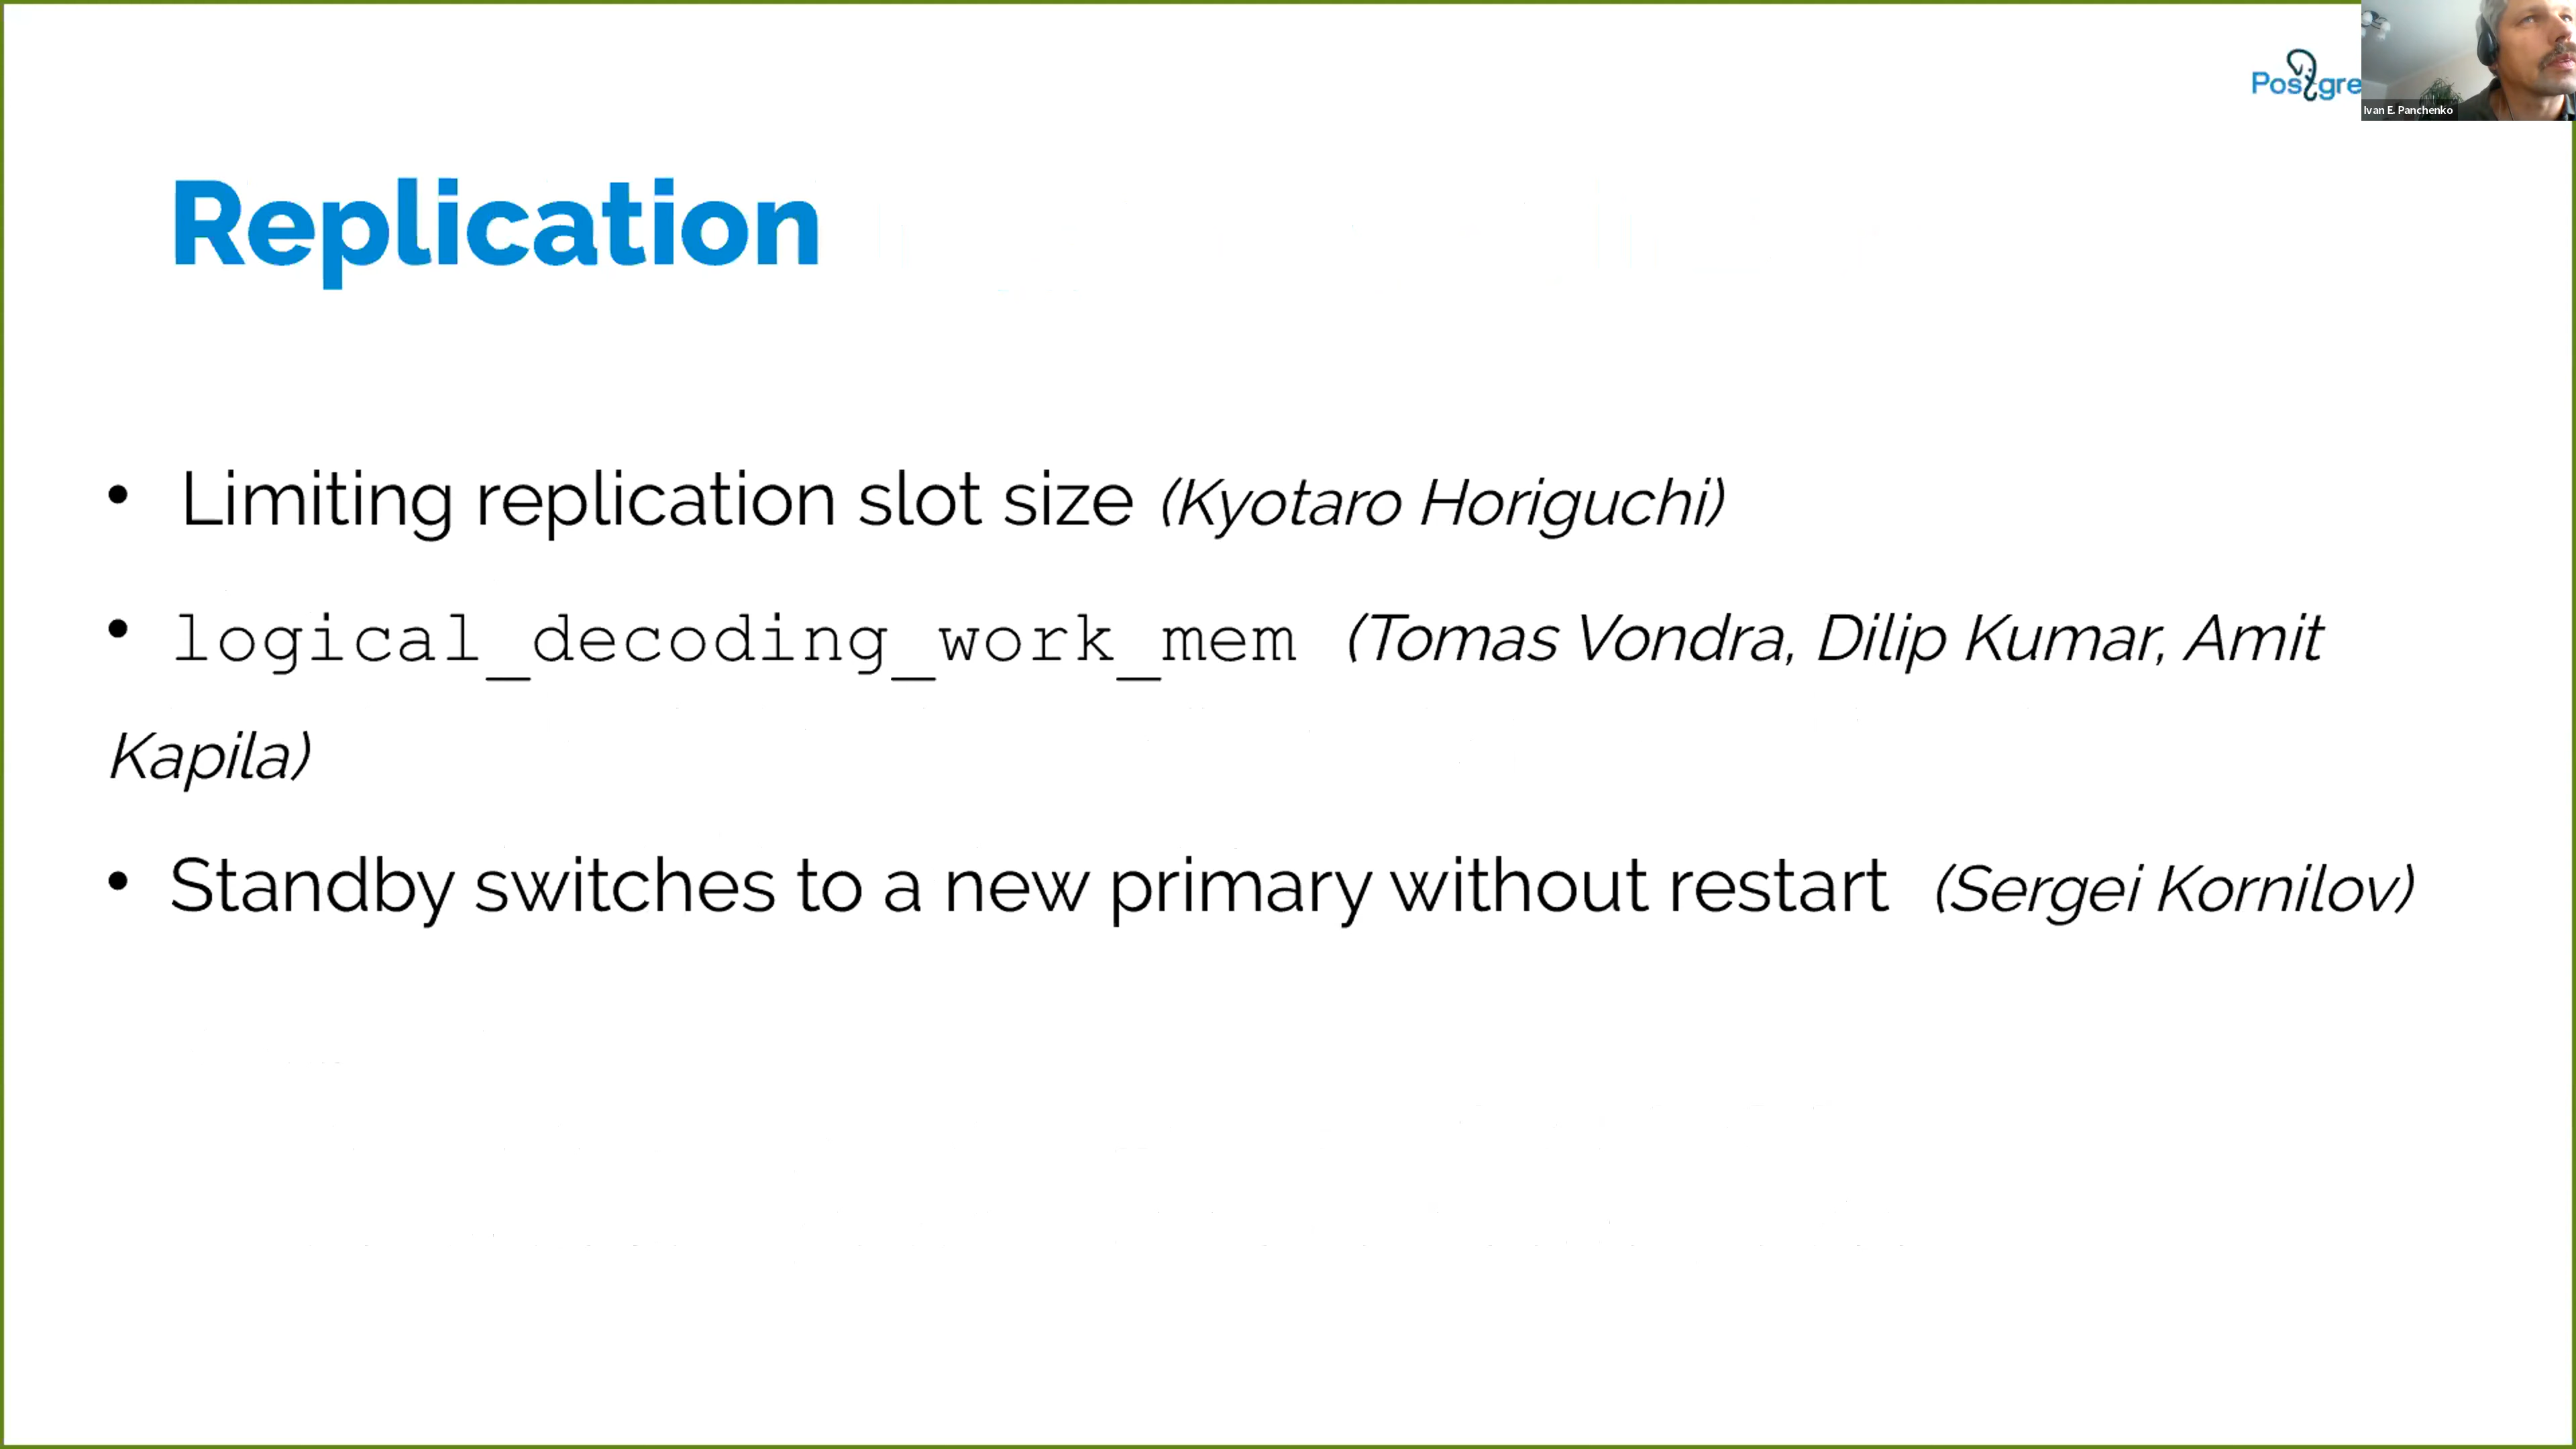 Postgre
Ivan E. Panchenko
Replication
• Limiting replication slot size (Kyotaro Horiguchi)
• logical_decoding_work_mem (Tomas Vondra, Dilip Kumar, Amit
Kapila)
• Standby switches to a new primary without restart (Sergei Kornilov)